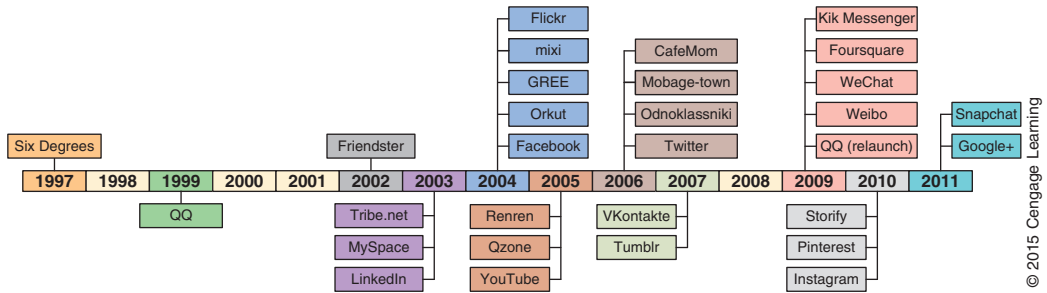 Flickr
mixi
GREE
Orkut
Facebook
CafeMom
Mobage-town
Odnoklassniki
Twitter
Kik Messenger
Foursquare
WeChat
Weibo
QQ (relaunch)
Snapchat
Google+
Six Degrees
Friendster
1997 1998 1999 2000 2001 2002 2003 2004 2005 2006 2007 2008 2009 2010 2011
QQ
Tribe.net
MySpace
LinkedIn
Renren
Qzone
YouTube
VKontakte
Tumblr
Storify
Pinterest
Instagram
© 2015 Cengage Learning